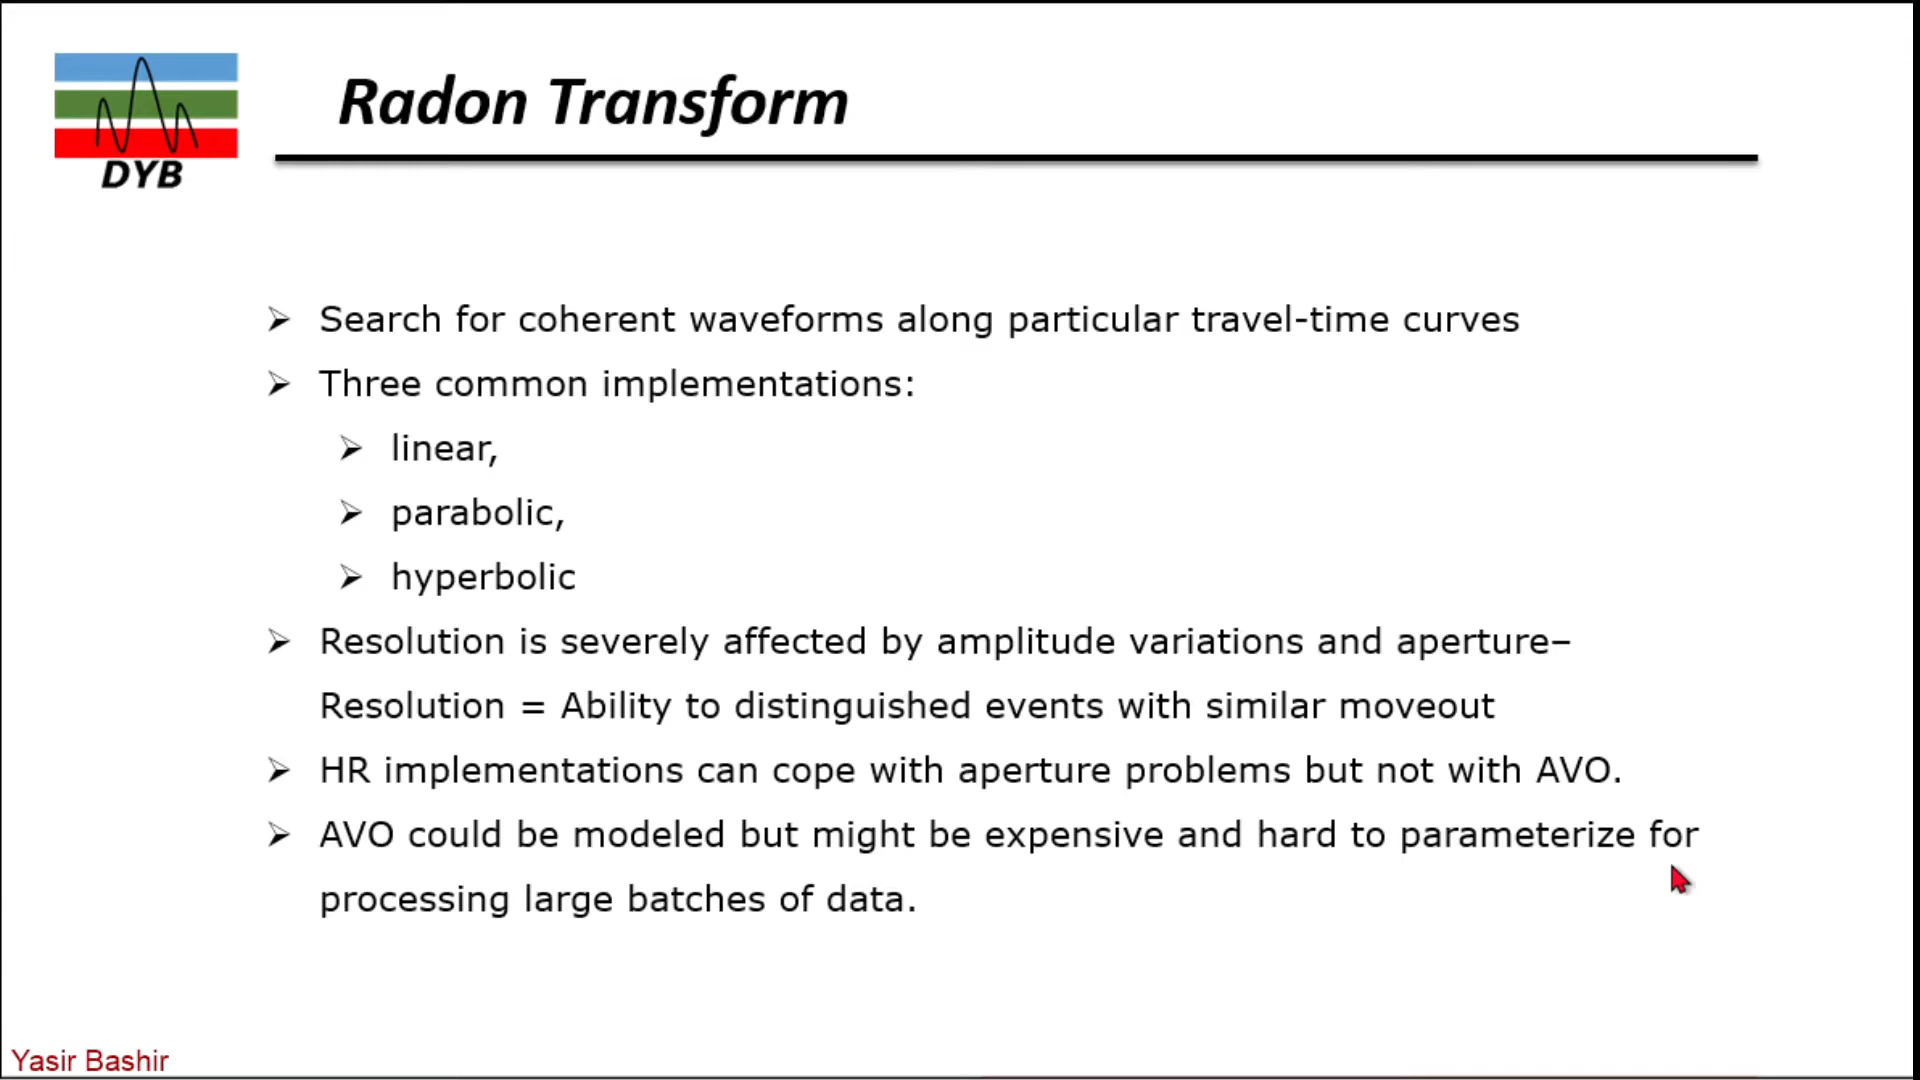 Radon Transform
DYB
➢ Search for coherent waveforms along particular travel-time curves
➢ Three common implementations:
➢ linear,
➢ parabolic,
➢ hyperbolic
➢ Resolution is severely affected by amplitude variations and aperture–
Resolution = Ability to distinguished events with similar moveout
➢ HR implementations can cope with aperture problems but not with AVO.
➢ AVO could be modeled but might be expensive and hard to parameterize for
processing large batches of data.
Yasir Bashir